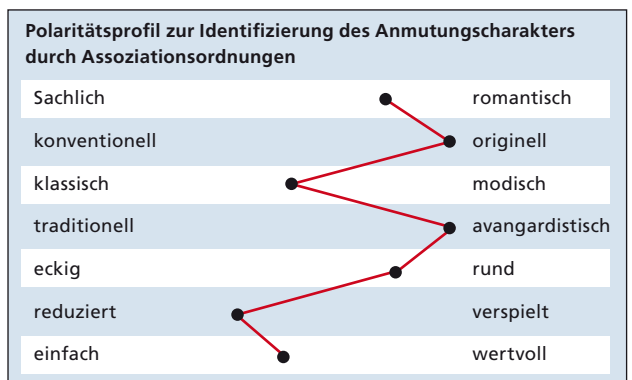 Polaritätsprofil zur Identifizierung des Anmutungscharakters
durch Assoziationsordnungen
Sachlich romantisch
konventionell originell
klassisch modisch
traditionell avangardistisch
eckig rund
reduziert verspielt
einfach wertvoll